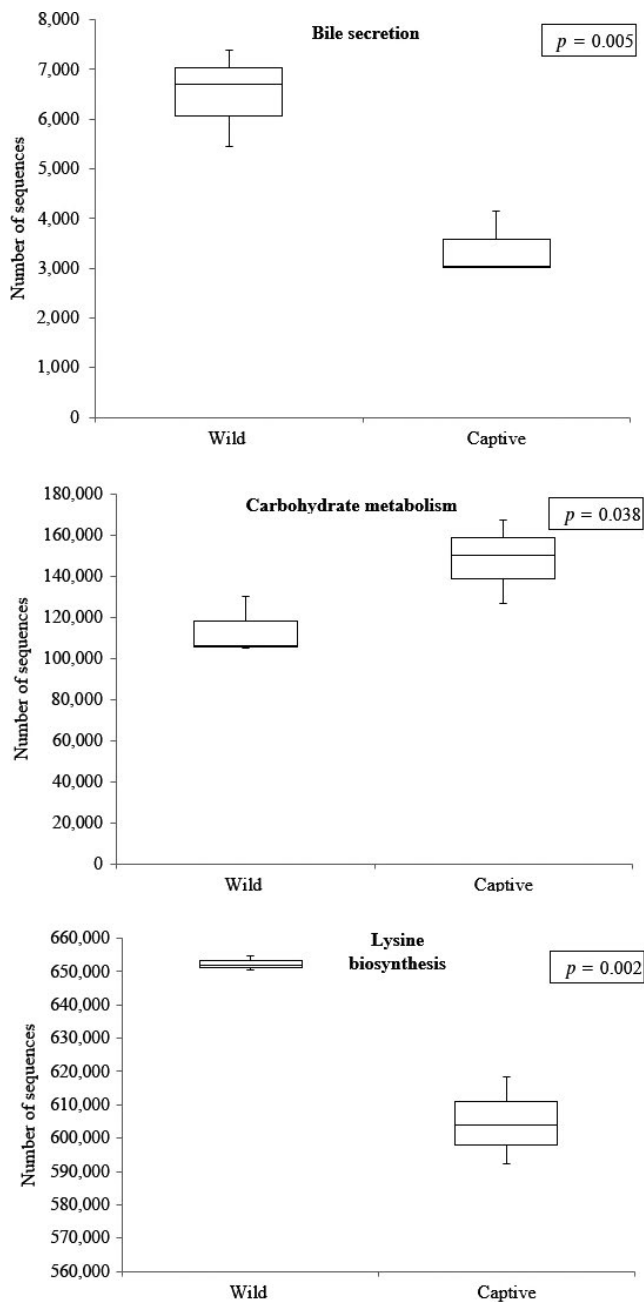 Bile secretion
p = 0.005
Number of sequences
8,000
7,000
6,000
5,000
4,000
3,000
2,000
1,000
0
Wild
Captive
Carbohydrate metabolism
p = 0.038
Number of sequences
180,000
160,000
140,000
120,000
100,000
80,000
60,000
40,000
20,000
0
Wild
Captive
Lysine
biosynthesis
p = 0.002
Number of sequences
660,000
650,000
640,000
630,000
620,000
610,000
600,000
590,000
580,000
570,000
560,000
Wild
Captive